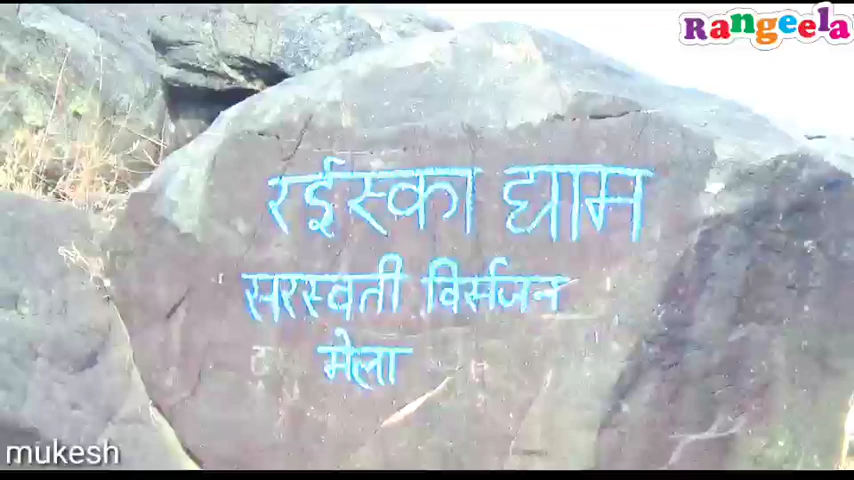 Rangeela
रईस्का ग्राम
सरस्वती विर्सजन
मेला
mukesh